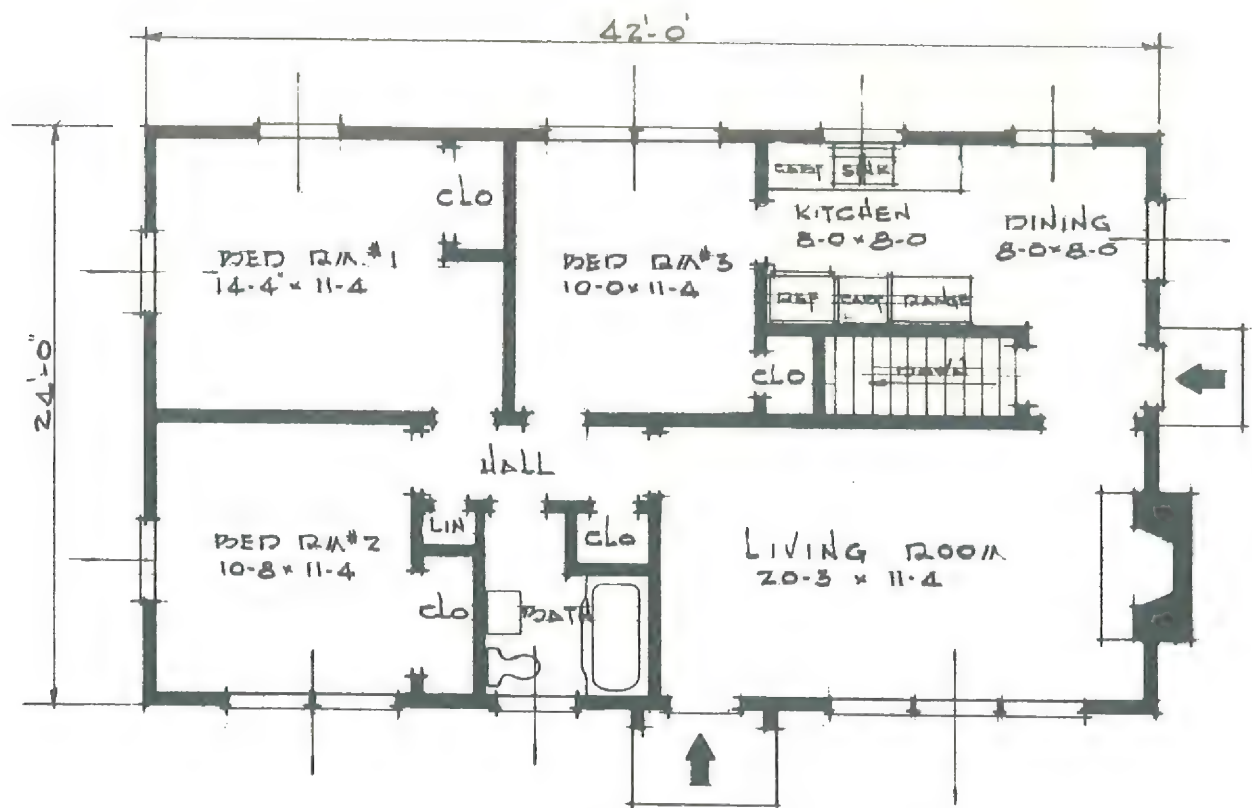 42'-0'
24'-0"
CLO
BED RM. #1
14-4" x 11-4
BED RM #3
10-0 x 11-4
CABT SINK
KITCHEN
8-0 x 8-0
DINING
8-0 x 8-0
REF CABT RANGE
CLO
DOWN
HALL
BED RM #2
10-8 x 11-4
LIN
CLO
CLO
BATH
LIVING ROOM
20-3 x 11-4